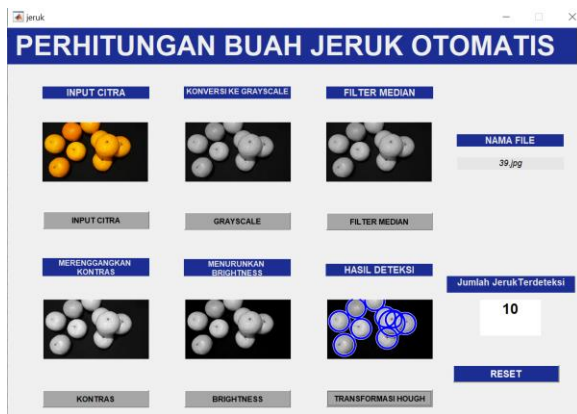 jeruk
PERHITUNGAN BUAH JERUK OTOMATIS
INPUT CITRA
KONVERSI KE GRAYSCALE
FILTER MEDIAN
NAMA FILE
39.jpg
INPUT CITRA
GRAYSCALE
FILTER MEDIAN
MERENGGANGKAN
KONTRAS
MENURUNKAN
BRIGHTNESS
HASIL DETEKSI
Jumlah JerukTerdeteksi
10
RESET
KONTRAS
BRIGHTNESS
TRANSFORMASI HOUGH